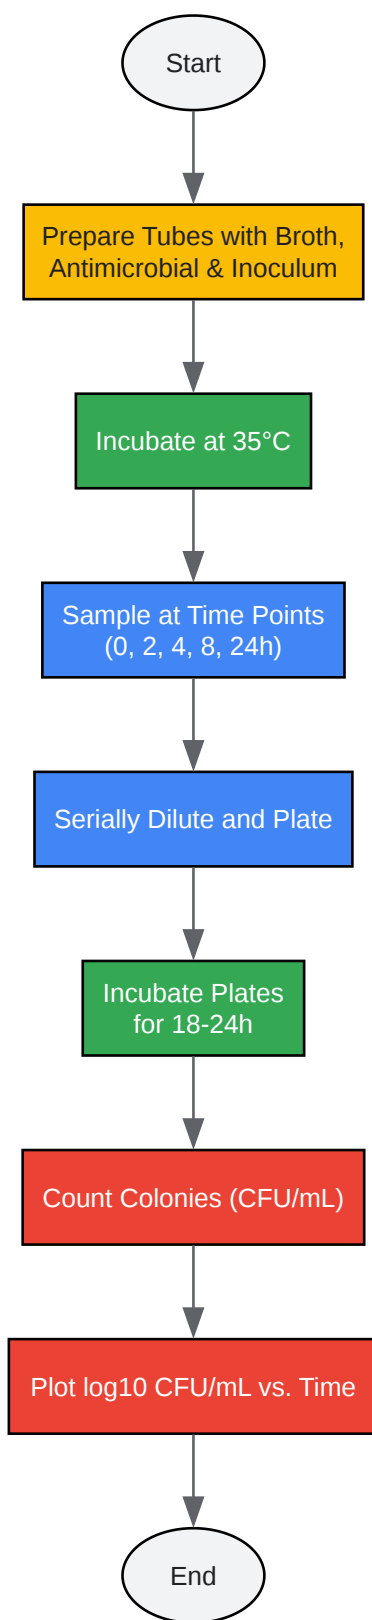 Start
Prepare Tubes with Broth,
Antimicrobial & Inoculum
Incubate at 35°C
Sample at Time Points
(0, 2, 4, 8, 24h)
Serially Dilute and Plate
Incubate Plates
for 18-24h
Count Colonies (CFU/mL)
Plot log10 CFU/mL vs. Time
End